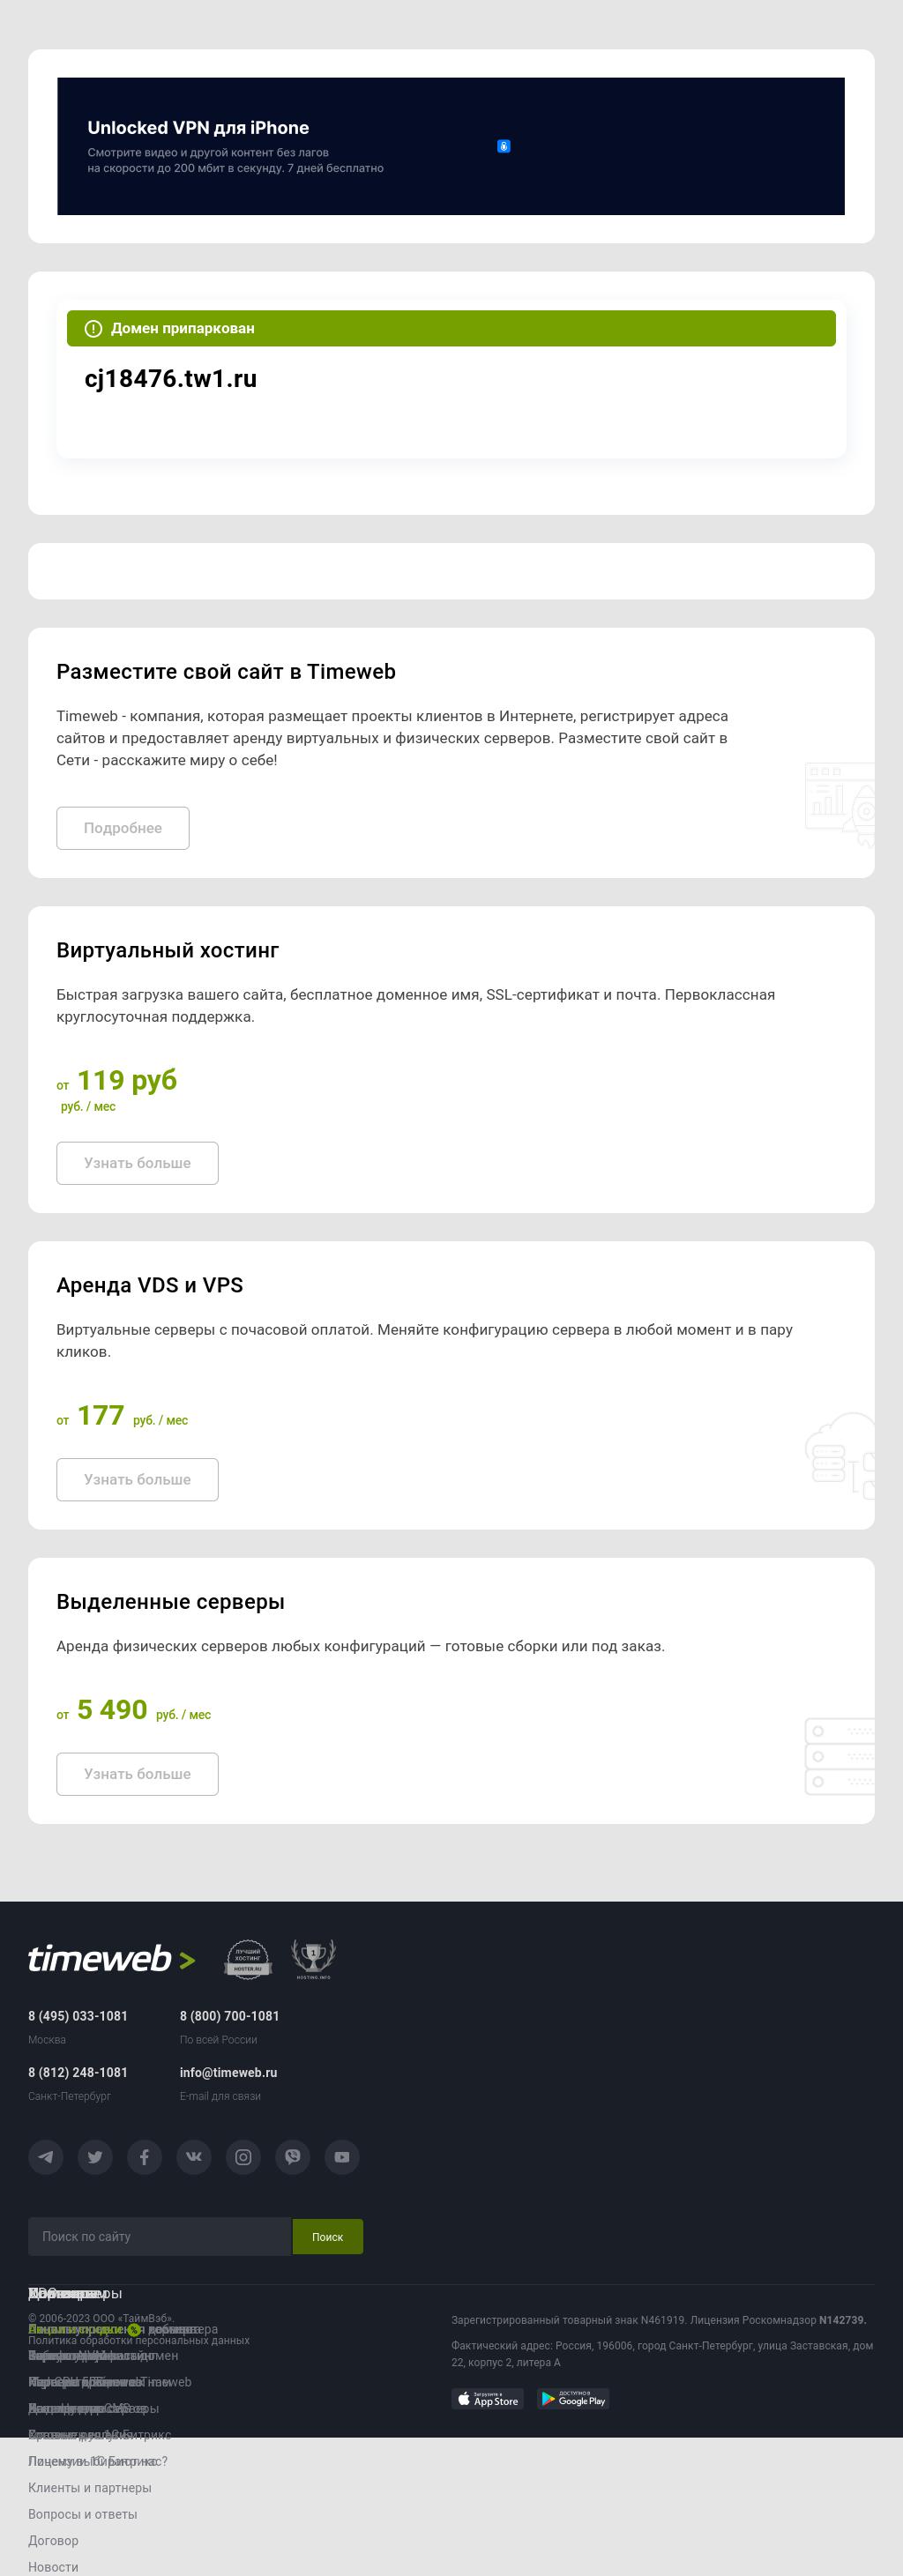 Unlocked VPN для iPhone
Смотрите видео и другой контент без лагов
на скорости до 200 мбит в секунду. 7 дней бесплатно
Домен припаркован
cj18476.tw1.ru
Разместите свой сайт в Timeweb
Timeweb - компания, которая размещает проекты клиентов в Интернете, регистрирует адреса
сайтов и предоставляет аренду виртуальных и физических серверов. Разместите свой сайт в
Сети - расскажите миру о себе!
Подробнее
Виртуальный хостинг
Быстрая загрузка вашего сайта, бесплатное доменное имя, SSL-сертификат и почта. Первоклассная
круглосуточная поддержка.
от 119 руб
руб. / мес
Узнать больше
Аренда VDS и VPS
Виртуальные серверы с почасовой оплатой. Меняйте конфигурацию сервера в любой момент и в пару
кликов.
от 177 руб. / мес
Узнать больше
Выделенные серверы
Аренда физических серверов любых конфигураций — готовые сборки или под заказ.
от 5 490 руб. / мес
Узнать больше
timeweb
ЛУЧШИЙ
ХОСТИНГ
HOSTER.RU
1
HOSTING.INFO
8 (495) 033-1081
Москва
8 (800) 700-1081
По всей России
8 (812) 248-1081
Санкт-Петербург
info@timeweb.ru
E-mail для связи
Поиск по сайту
Поиск
© 2006-2023 ООО «ТаймВэб».
Политика обработки персональных данных
Зарегистрированный товарный знак N461919. Лицензия Роскомнадзор N142739.
Фактический адрес: Россия, 196006, город Санкт-Петербург, улица Заставская, дом
22, корпус 2, литера А
Загрузите в
App Store
ДОСТУПНО В
Google Play
Клиенты и партнеры
Вопросы и ответы
Договор
Новости